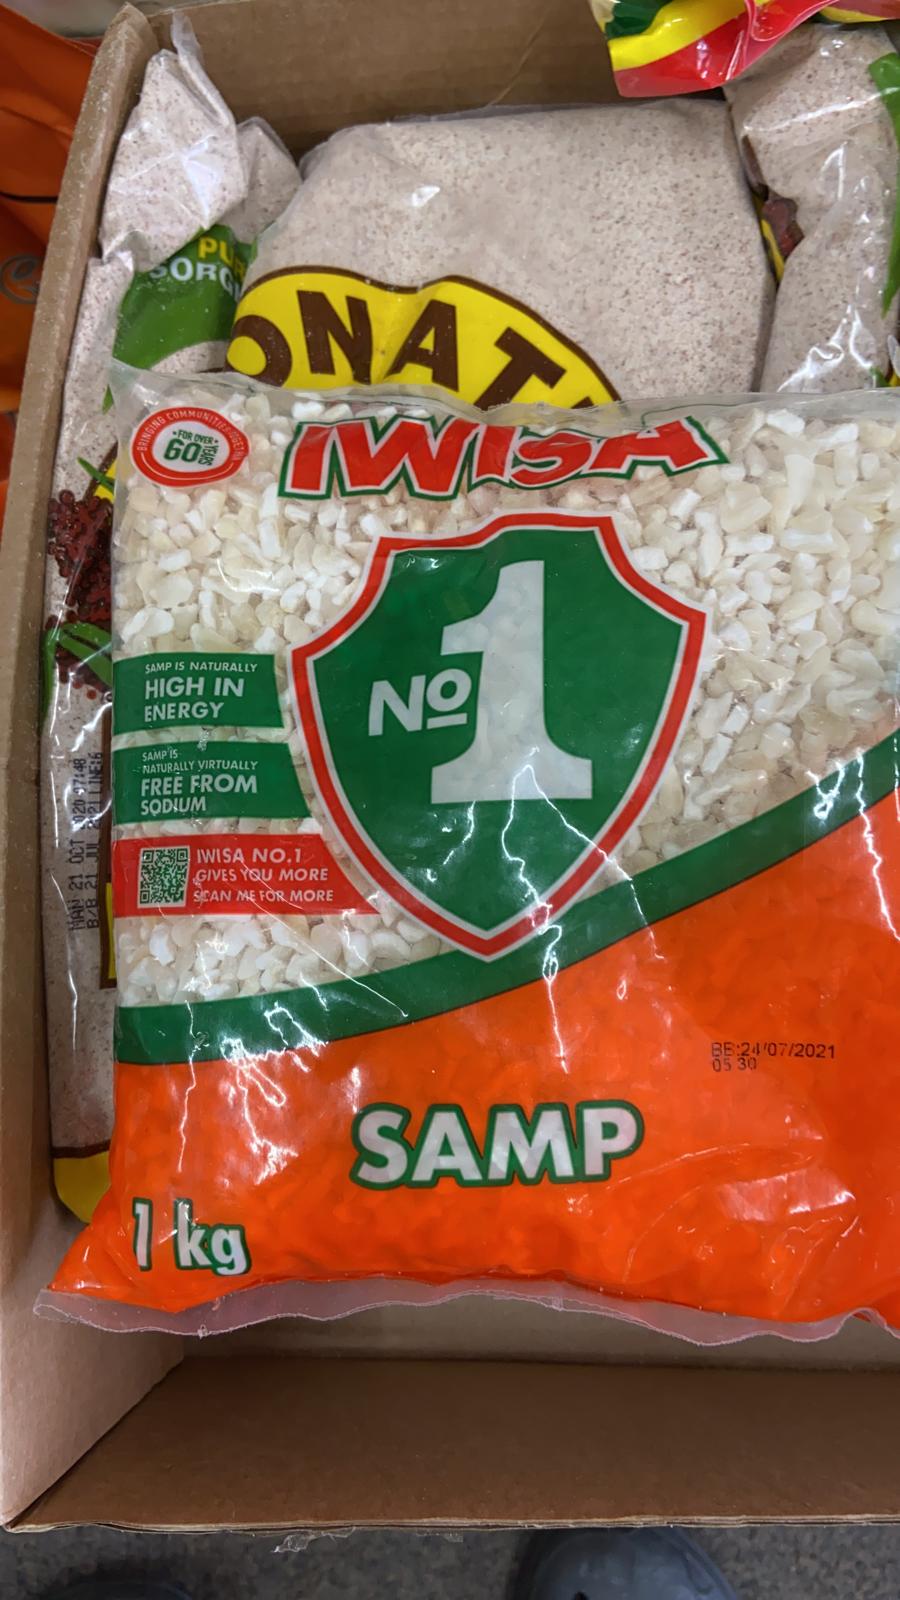 PUR
SORG
ONAT
BRINGING COMMUNITIES TOGETHER
FOR OVER
60 YEARS
IWISA
No 1
SAMP IS NATURALLY
HIGH IN
ENERGY
SAMP IS
NATURALLY VIRTUALLY
FREE FROM
SODIUM
IWISA NO.1
GIVES YOU MORE
SCAN ME FOR MORE
MAN 21 OCT 2020 07:48
B/B 21 JUL 2021 LINE:6
BB:24/07/2021
05 30
SAMP
1 kg